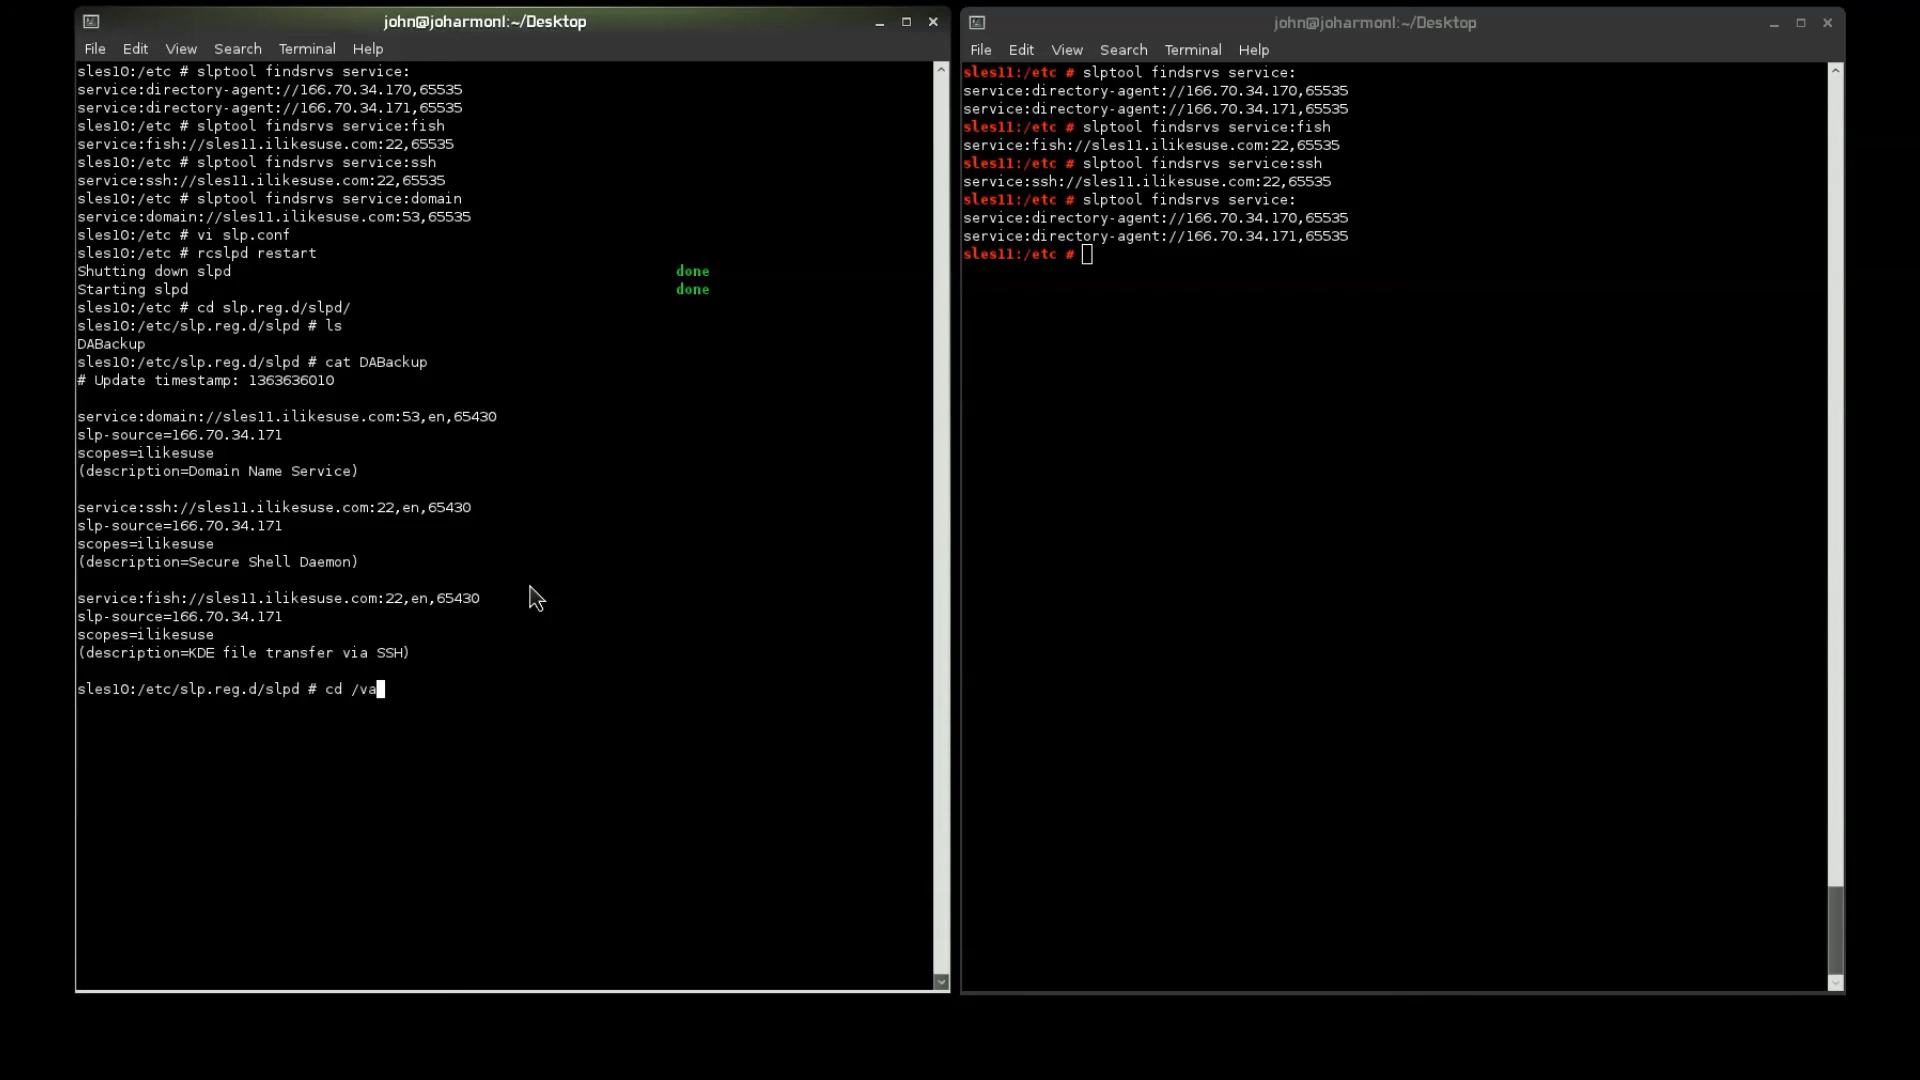 john@joharmonl:~/Desktop
File Edit View Search Terminal Help
sles10:/etc # slptool findsrvs service:
service:directory-agent://166.70.34.170,65535
service:directory-agent://166.70.34.171,65535
sles10:/etc # slptool findsrvs service:fish
service:fish://sles11.ilikesuse.com:22,65535
sles10:/etc # slptool findsrvs service:ssh
service:ssh://sles11.ilikesuse.com:22,65535
sles10:/etc # slptool findsrvs service:domain
service:domain://sles11.ilikesuse.com:53,65535
sles10:/etc # vi slp.conf
sles10:/etc # rcslpd restart
Shutting down slpd done
Starting slpd done
sles10:/etc # cd slp.reg.d/slpd/
sles10:/etc/slp.reg.d/slpd # ls
DABackup
sles10:/etc/slp.reg.d/slpd # cat DABackup
# Update timestamp: 1363636010
service:domain://sles11.ilikesuse.com:53,en,65430
slp-source=166.70.34.171
scopes=ilikesuse
(description=Domain Name Service)
service:ssh://sles11.ilikesuse.com:22,en,65430
slp-source=166.70.34.171
scopes=ilikesuse
(description=Secure Shell Daemon)
service:fish://sles11.ilikesuse.com:22,en,65430
slp-source=166.70.34.171
scopes=ilikesuse
(description=KDE file transfer via SSH)
sles10:/etc/slp.reg.d/slpd # cd /va
john@joharmonl:~/Desktop
File Edit View Search Terminal Help
sles11:/etc # slptool findsrvs service:
service:directory-agent://166.70.34.170,65535
service:directory-agent://166.70.34.171,65535
sles11:/etc # slptool findsrvs service:fish
service:fish://sles11.ilikesuse.com:22,65535
sles11:/etc # slptool findsrvs service:ssh
service:ssh://sles11.ilikesuse.com:22,65535
sles11:/etc # slptool findsrvs service:
service:directory-agent://166.70.34.170,65535
service:directory-agent://166.70.34.171,65535
sles11:/etc #